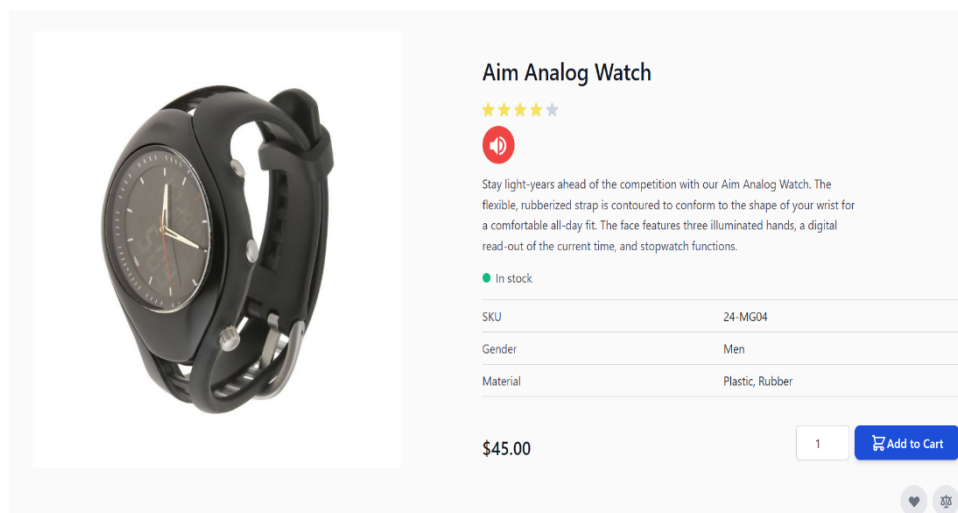 Aim Analog Watch
Stay light-years ahead of the competition with our Aim Analog Watch. The
flexible, rubberized strap is contoured to conform to the shape of your wrist for
a comfortable all-day fit. The face features three illuminated hands, a digital
read-out of the current time, and stopwatch functions.
In stock
SKU 24-MG04
Gender Men
Material Plastic, Rubber
$45.00 1 Add to Cart